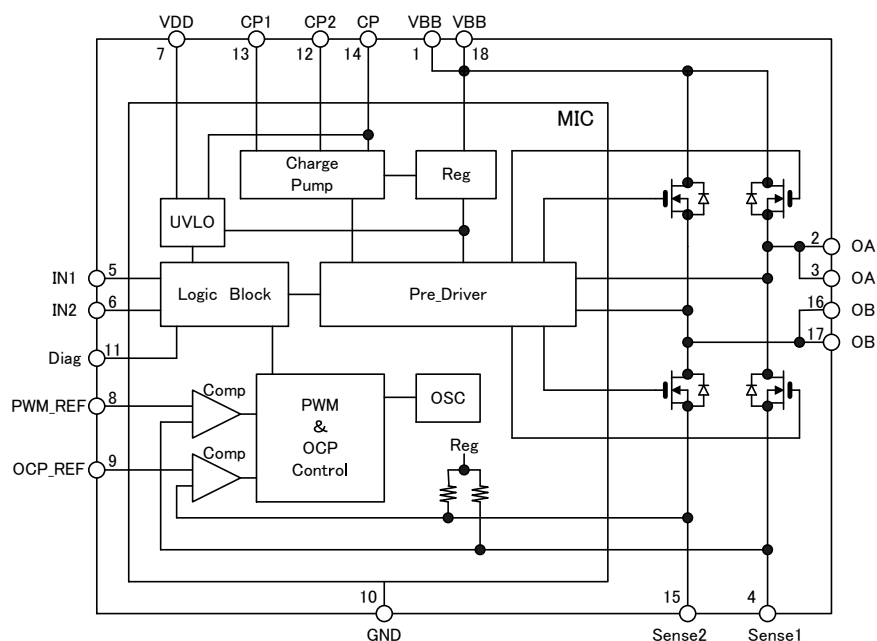 VDD CP1 CP2 CP VBB VBB
7 13 12 14 1 18
MIC
Charge Pump
Reg
UVLO
2 OA
3 OA
16 OB
17 OB
IN1 5
IN2 6
Logic Block
Pre_Driver
Diag 11
PWM_REF 8
Comp
PWM & OCP Control
OSC
OCP_REF 9
Comp
Reg
10 15 4
GND Sense2 Sense1